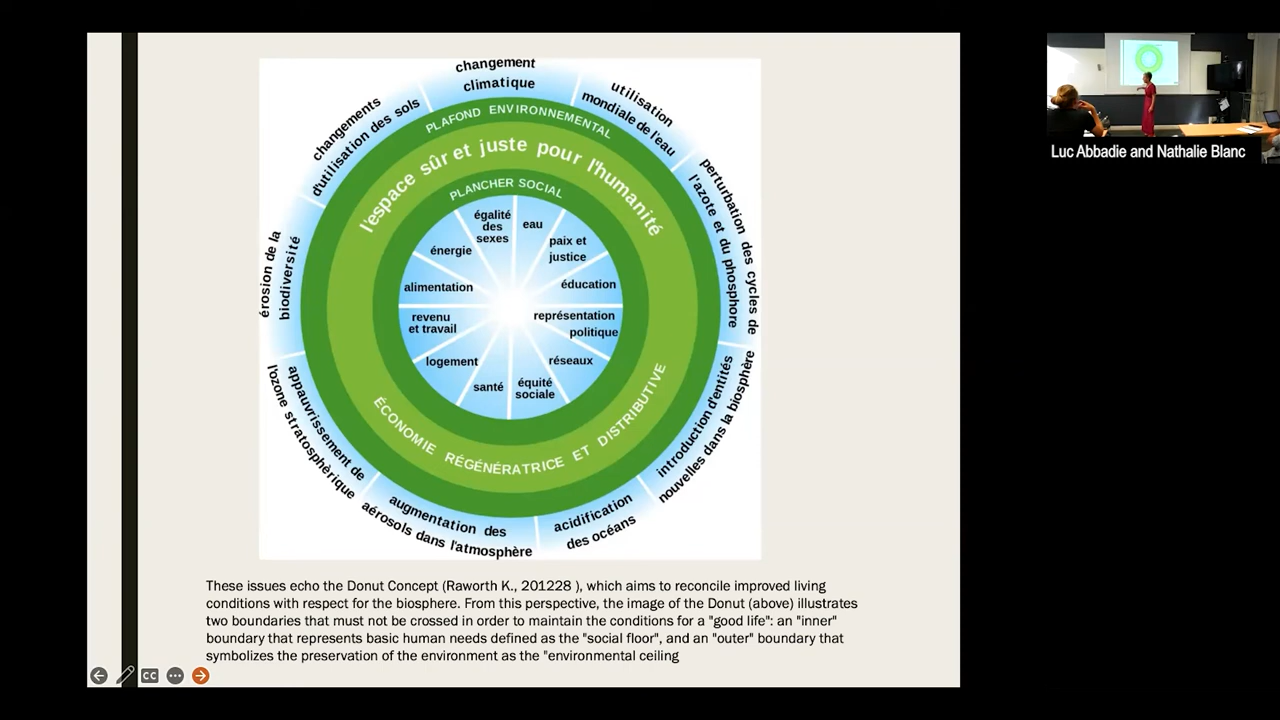 changement
climatique
utilisation
mondiale de l'eau
perturbation des cycles de
l'azote et du phosphore
introduction d'entités
nouvelles dans la biosphère
acidification
des océans
augmentation des
aérosols dans l'atmosphère
appauvrissement de
l'ozone stratosphèrique
érosion de la
biodiversité
changements
d'utilisation des sols
PLAFOND ENVIRONNEMENTAL
l'espace sûr et juste pour l'humanité
PLANCHER SOCIAL
égalité
des
sexes
eau
paix et
justice
éducation
représentation
politique
réseaux
équité
sociale
santé
logement
revenu
et travail
alimentation
énergie
ÉCONOMIE RÉGÉNÉRATRICE ET DISTRIBUTIVE
These issues echo the Donut Concept (Raworth K., 201228 ), which aims to reconcile improved living
conditions with respect for the biosphere. From this perspective, the image of the Donut (above) illustrates
two boundaries that must not be crossed in order to maintain the conditions for a "good life": an "inner"
boundary that represents basic human needs defined as the "social floor", and an "outer" boundary that
symbolizes the preservation of the environment as the "environmental ceiling
CC
Luc Abbadie and Nathalie Blanc